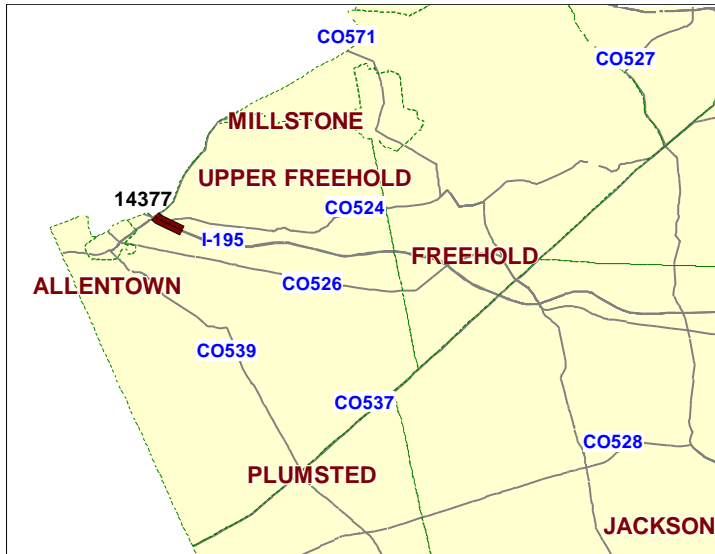 CO571
CO527
MILLSTONE
UPPER FREEHOLD
14377
CO524
I-195
FREEHOLD
ALLENTOWN
CO526
CO539
CO537
CO528
PLUMSTED
JACKSON